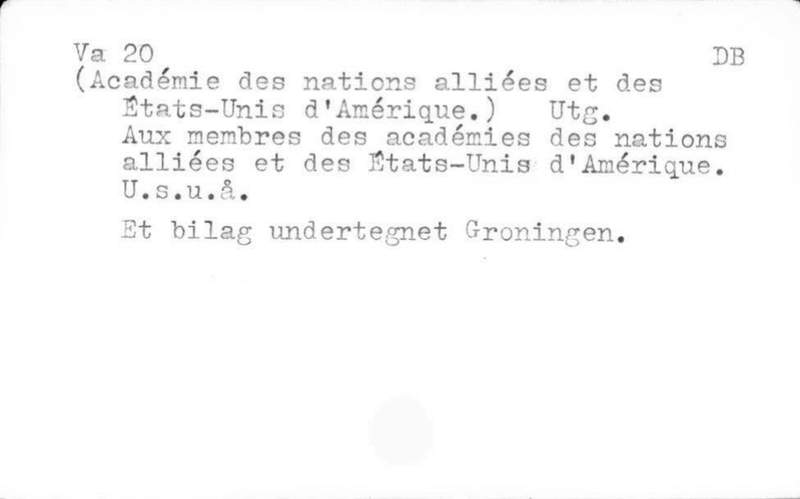 Va 20 DB
(Académie des nations alliées et des
États-Unis d'Amérique.) Utg.
Aux membres des académies des nations
alliées et des États-Unis d'Amérique.
U.s.u.å.
Et bilag undertegnet Groningen.